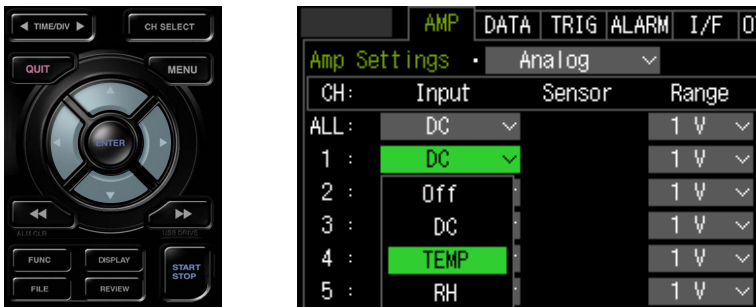 TIME/DIV
CH SELECT
QUIT
MENU
ENTER
ALM CLR
USB DRIVE
FUNC
DISPLAY
START
STOP
FILE
REVIEW
AMP DATA TRIG ALARM I/F
Amp Settings · Analog
CH: Input Sensor Range
ALL: DC 1 V
1 : DC 1 V
2 : Off 1 V
3 : DC 1 V
4 : TEMP 1 V
5 : RH 1 V